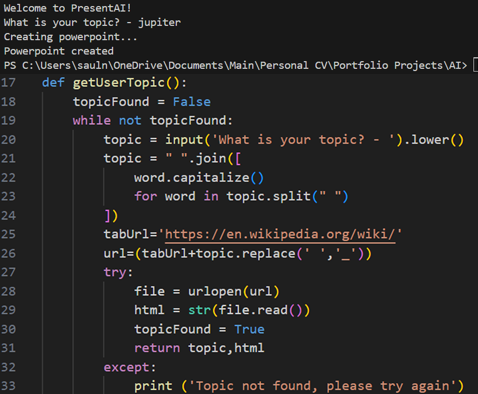 Welcome to PresentAI!
What is your topic? - jupiter
Creating powerpoint...
Powerpoint created
PS C:\Users\sauln\OneDrive\Documents\Main\Personal CV\Portfolio Projects\AI>
17 def getUserTopic():
18 topicFound = False
19 while not topicFound:
20 topic = input('What is your topic? - ').lower()
21 topic = " ".join([
22 word.capitalize()
23 for word in topic.split(" ")
24 ])
25 tabUrl='https://en.wikipedia.org/wiki/'
26 url=(tabUrl+topic.replace(' ','_'))
27 try:
28 file = urlopen(url)
29 html = str(file.read())
30 topicFound = True
31 return topic,html
32 except:
33 print ('Topic not found, please try again')